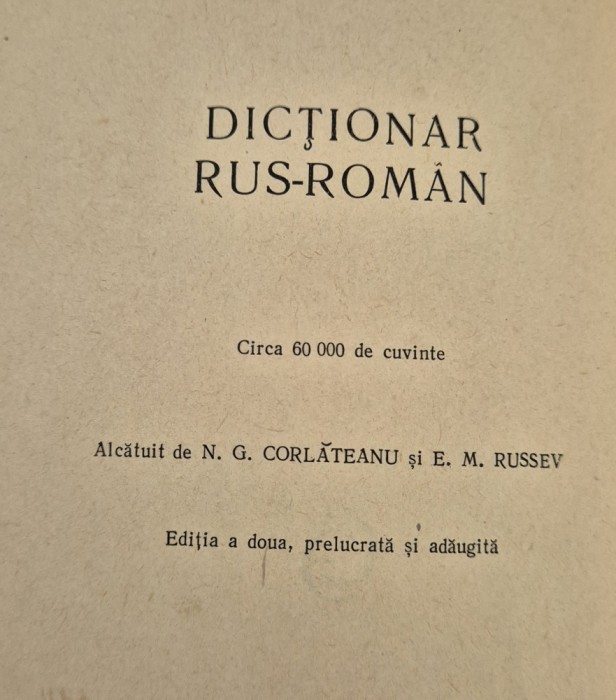 DICȚIONAR
RUS-ROMÂN
Circa 60 000 de cuvinte
Alcătuit de N. G. CORLĂTEANU și E. M. RUSSEV
Ediția a doua, prelucrată și adăugită